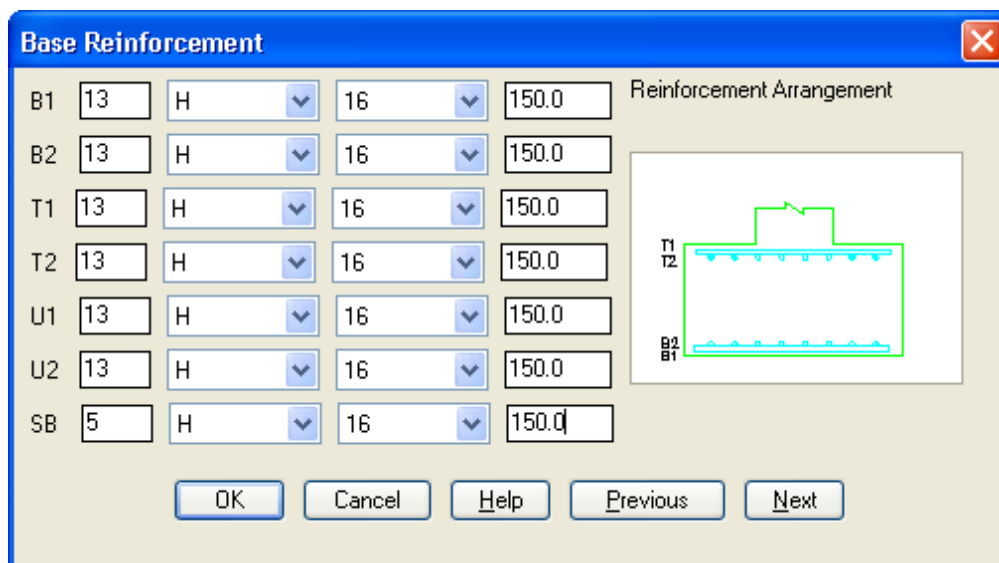 Base Reinforcement
B1 13 H 16 150.0 Reinforcement Arrangement
B2 13 H 16 150.0
T1 13 H 16 150.0
T2 13 H 16 150.0
U1 13 H 16 150.0
U2 13 H 16 150.0
SB 5 H 16 150.0
T1
T2
B2
B1
OK Cancel Help Previous Next